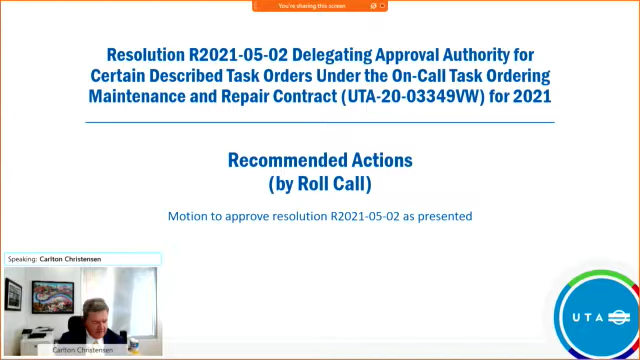 You're sharing this screen
Resolution R2021-05-02 Delegating Approval Authority for
Certain Described Task Orders Under the On-Call Task Ordering
Maintenance and Repair Contract (UTA-20-03349VW) for 2021
Recommended Actions
(by Roll Call)
Motion to approve resolution R2021-05-02 as presented
Speaking: Carlton Christensen
Carlton Christensen
UTA